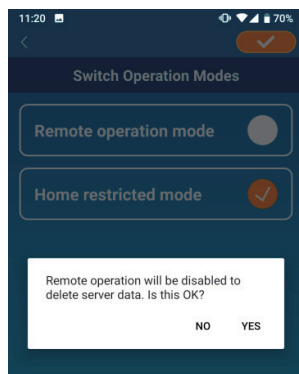 11:20 70%
Switch Operation Modes
Remote operation mode
Home restricted mode
Remote operation will be disabled to
delete server data. Is this OK?
NO YES